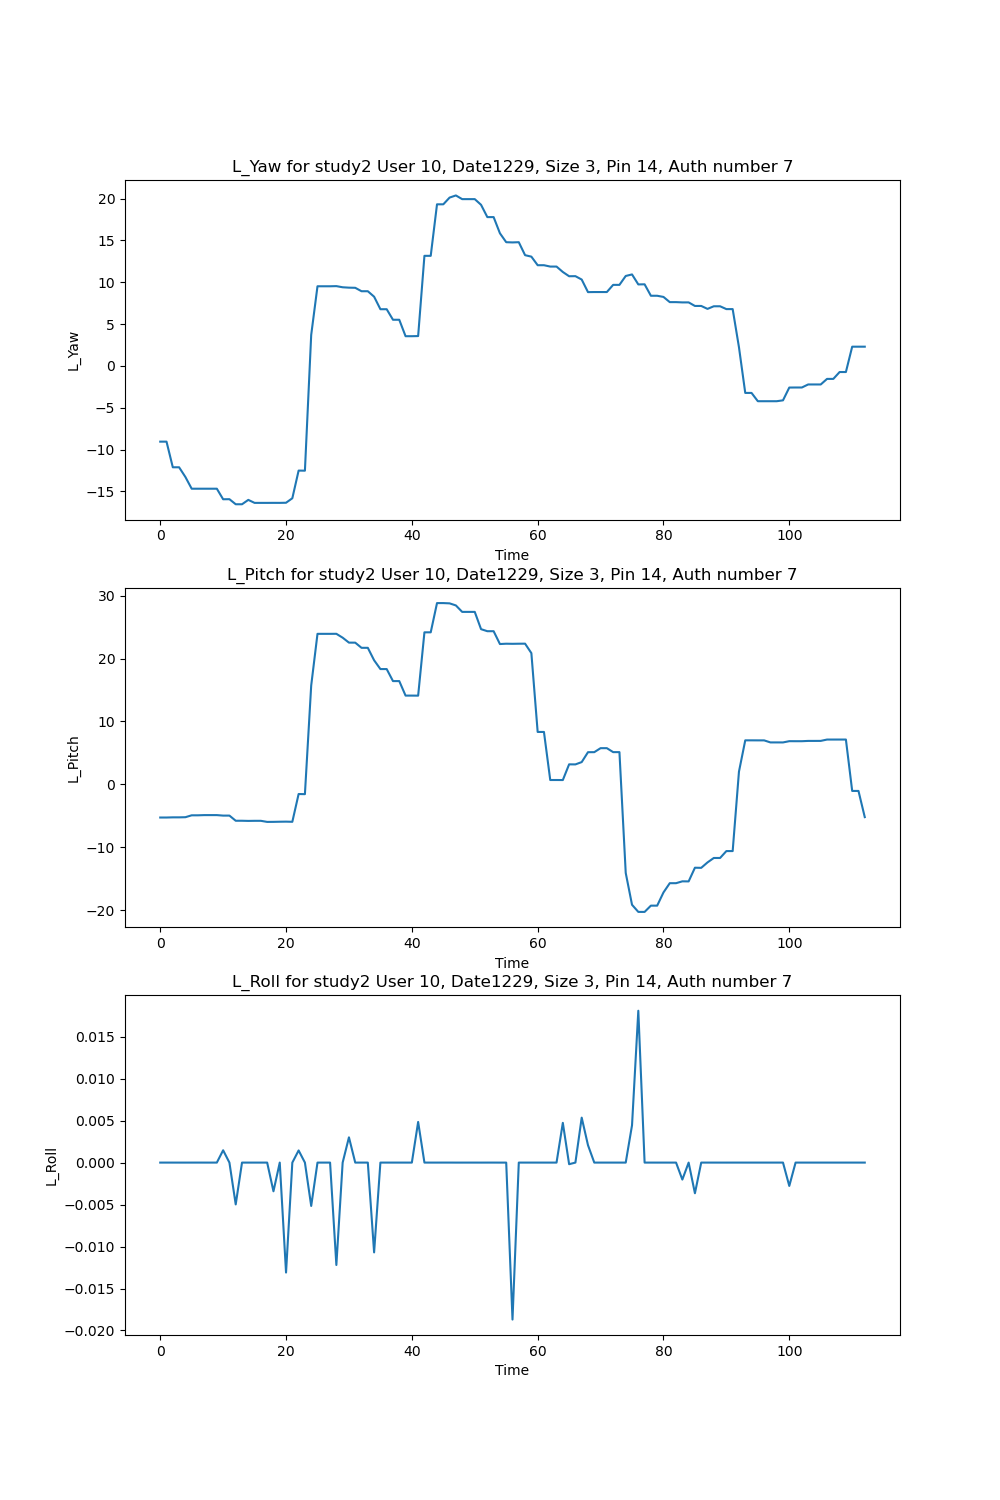 L_Yaw for study2 User 10, Date1229, Size 3, Pin 14, Auth number 7
20
15
10
5
0
−5
−10
−15
L_Yaw
0 20 40 60 80 100
Time
L_Pitch for study2 User 10, Date1229, Size 3, Pin 14, Auth number 7
30
20
10
0
−10
−20
L_Pitch
0 20 40 60 80 100
Time
L_Roll for study2 User 10, Date1229, Size 3, Pin 14, Auth number 7
0.015
0.010
0.005
0.000
−0.005
−0.010
−0.015
−0.020
L_Roll
0 20 40 60 80 100
Time